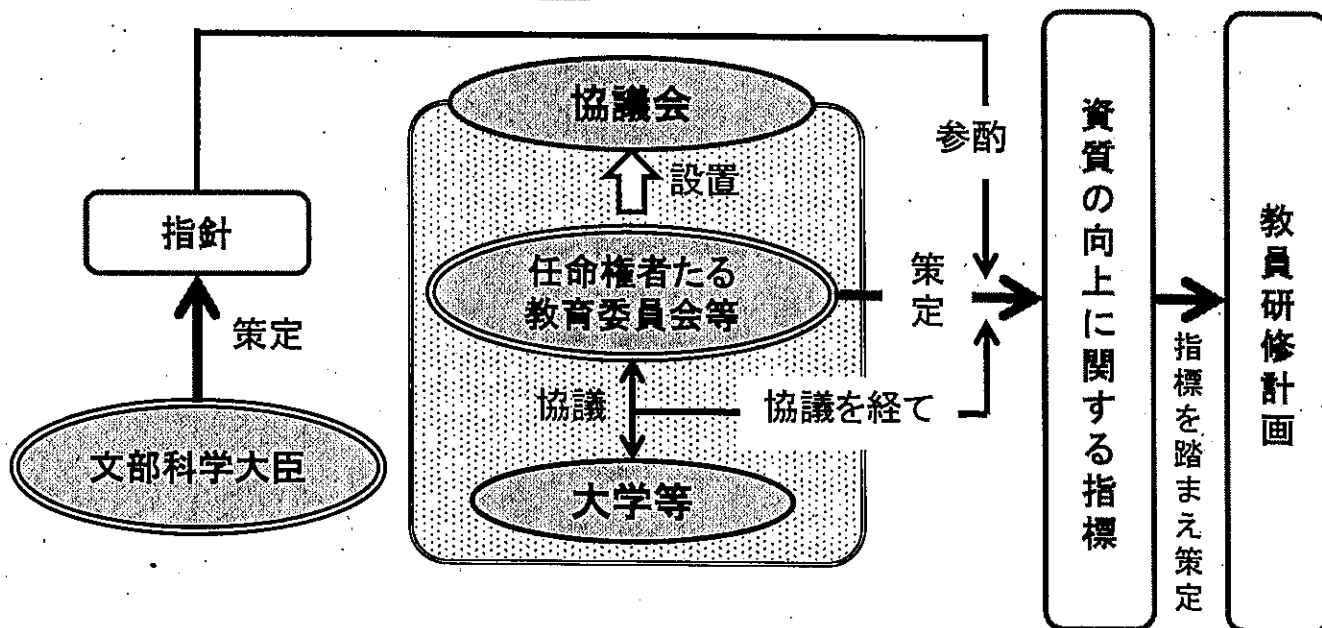 協議会
設置
参酌
指針
任命権者たる
教育委員会等
策定
策定
協議
協議を経て
文部科学大臣
大学等
資質の向上に関する指標
指標を踏まえ策定
教員研修計画